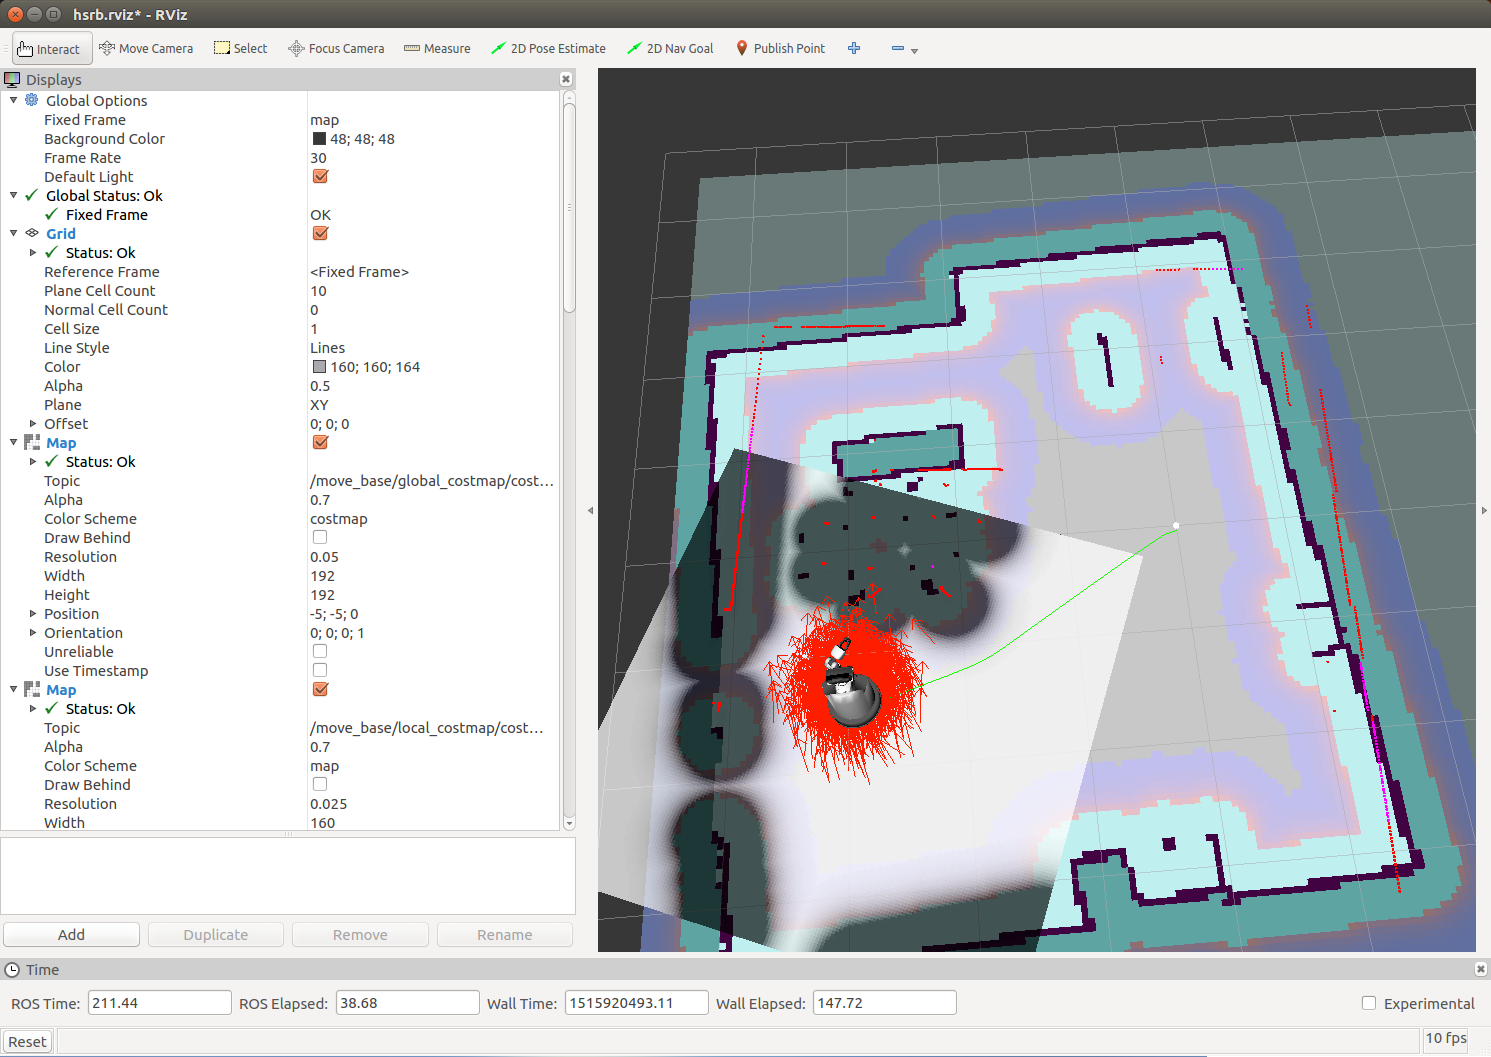 hsrb.rviz* - RViz
Interact Move Camera Select Focus Camera Measure 2D Pose Estimate 2D Nav Goal Publish Point
Displays
Global Options
Fixed Frame map
Background Color 48; 48; 48
Frame Rate 30
Default Light
Global Status: Ok
Fixed Frame OK
Grid
Status: Ok
Reference Frame <Fixed Frame>
Plane Cell Count 10
Normal Cell Count 0
Cell Size 1
Line Style Lines
Color 160; 160; 164
Alpha 0.5
Plane XY
Offset 0; 0; 0
Map
Status: Ok
Topic /move_base/global_costmap/cost...
Alpha 0.7
Color Scheme costmap
Draw Behind
Resolution 0.05
Width 192
Height 192
Position -5; -5; 0
Orientation 0; 0; 0; 1
Unreliable
Use Timestamp
Map
Status: Ok
Topic /move_base/local_costmap/cost...
Alpha 0.7
Color Scheme map
Draw Behind
Resolution 0.025
Width 160
Add Duplicate Remove Rename
Time
ROS Time: 211.44 ROS Elapsed: 38.68 Wall Time: 1515920493.11 Wall Elapsed: 147.72 Experimental
Reset 10 fps